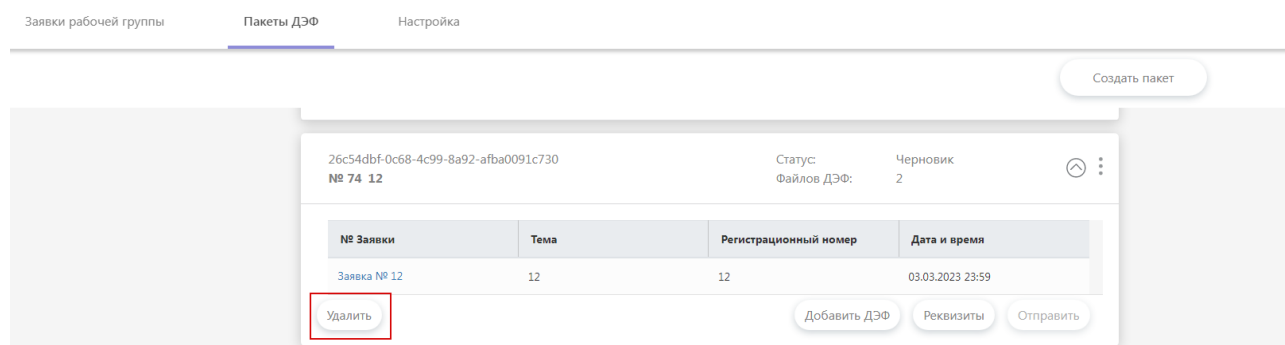 Заявки рабочей группы Пакеты ДЭФ Настройка
Создать пакет
26c54dbf-0c68-4c99-8a92-afba0091c730 Статус: Черновик
№ 74 12 Файлов ДЭФ: 2
№ Заявки Тема Регистрационный номер Дата и время
Заявка № 12 12 12 03.03.2023 23:59
Удалить Добавить ДЭФ Реквизиты Отправить